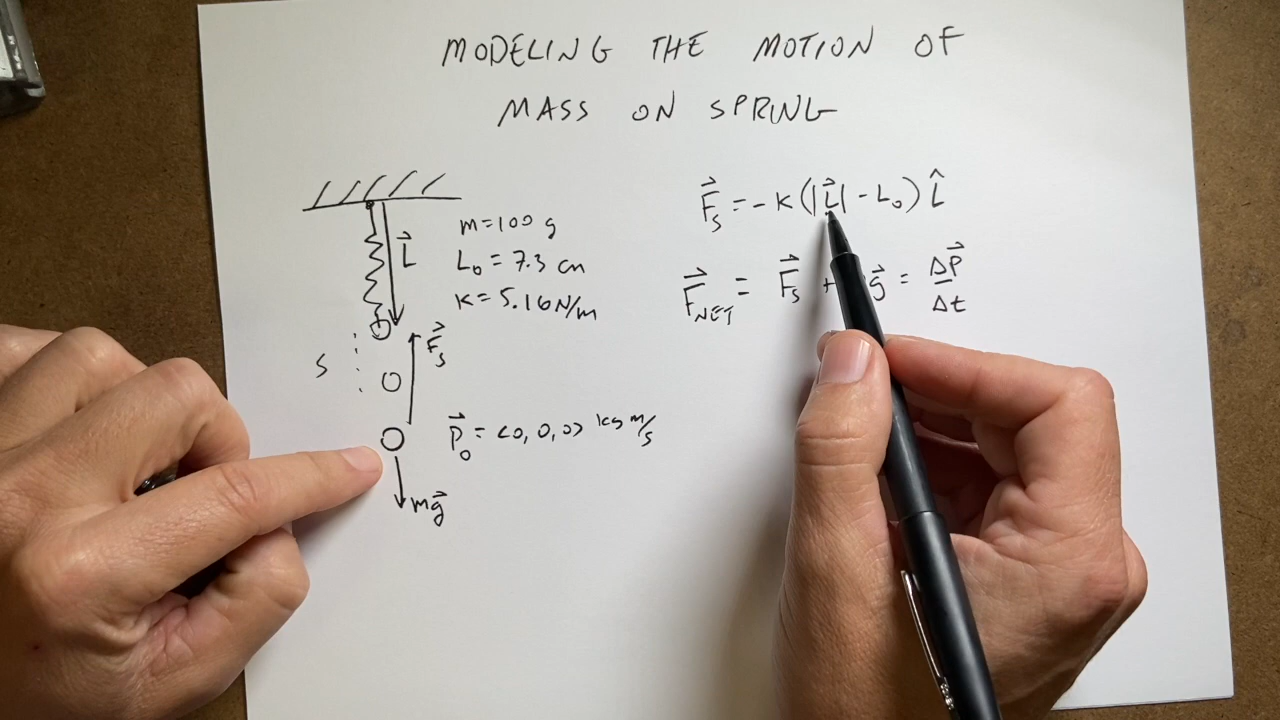 MODELING THE MOTION OF
MASS ON SPRING
L⃗
m=100 g
L₀ = 7.3 cm
K = 5.16 N/m
F⃗ₛ
S
P⃗₀ = <0, 0, 0> kg m/s
mg⃗
F⃗ₛ = - K (|L⃗| - L₀) L̂
F⃗NET = F⃗ₛ + g⃗ = ΔP⃗/Δt